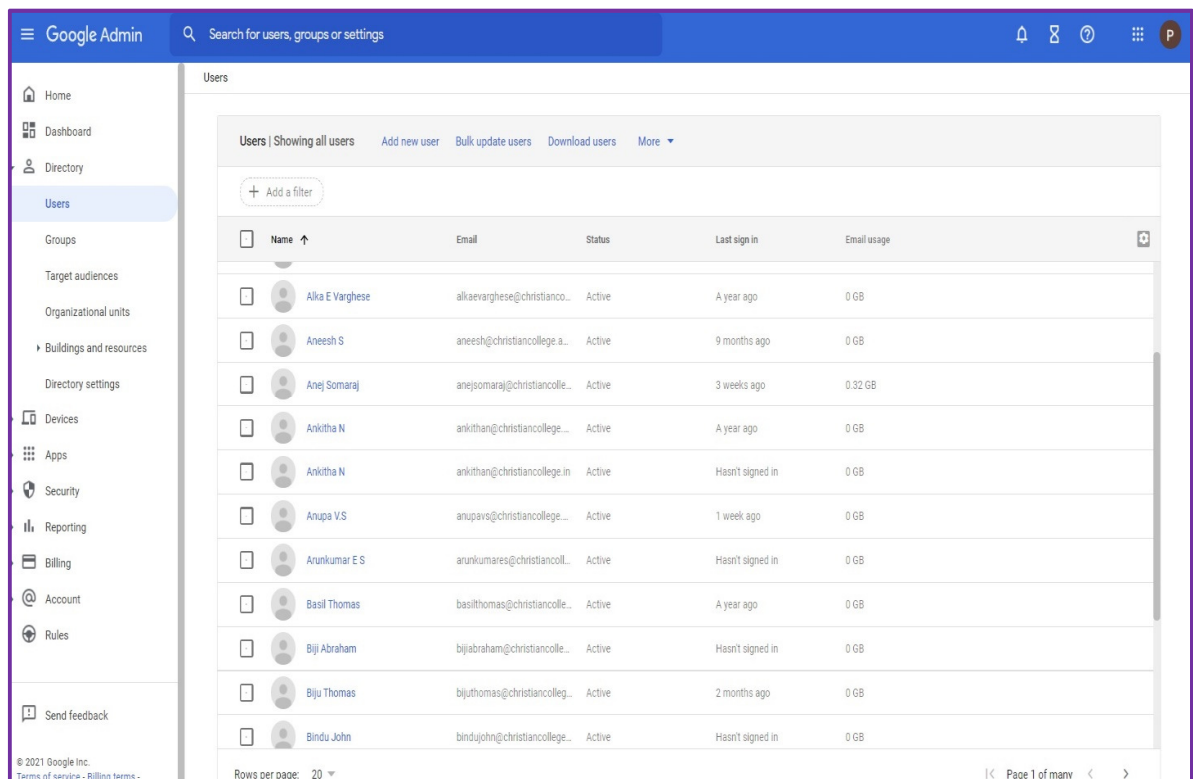 Google Admin
Search for users, groups or settings
P
Home
Dashboard
Directory
Users
Groups
Target audiences
Organizational units
Buildings and resources
Directory settings
Devices
Apps
Security
Reporting
Billing
Account
Rules
Send feedback
© 2021 Google Inc.
Terms of service - Billing terms -
Users
Users | Showing all users Add new user Bulk update users Download users More
+ Add a filter
Name Email Status Last sign in Email usage
Alka E Varghese alkaevarghese@christianco... Active A year ago 0 GB
Aneesh S aneesh@christiancollege.a... Active 9 months ago 0 GB
Anej Somaraj anejsomaraj@christiancolle... Active 3 weeks ago 0.32 GB
Ankitha N ankithan@christiancollege.... Active A year ago 0 GB
Ankitha N ankithan@christiancollege.in Active Hasn't signed in 0 GB
Anupa V.S anupavs@christiancollege.... Active 1 week ago 0 GB
Arunkumar E S arunkumares@christiancoll... Active Hasn't signed in 0 GB
Basil Thomas basilthomas@christiancolle... Active A year ago 0 GB
Biji Abraham bijiabraham@christiancolle... Active Hasn't signed in 0 GB
Biju Thomas bijuthomas@christiancolleg... Active 2 months ago 0 GB
Bindu John bindujohn@christiancollege... Active Hasn't signed in 0 GB
Rows per page: 20 Page 1 of many